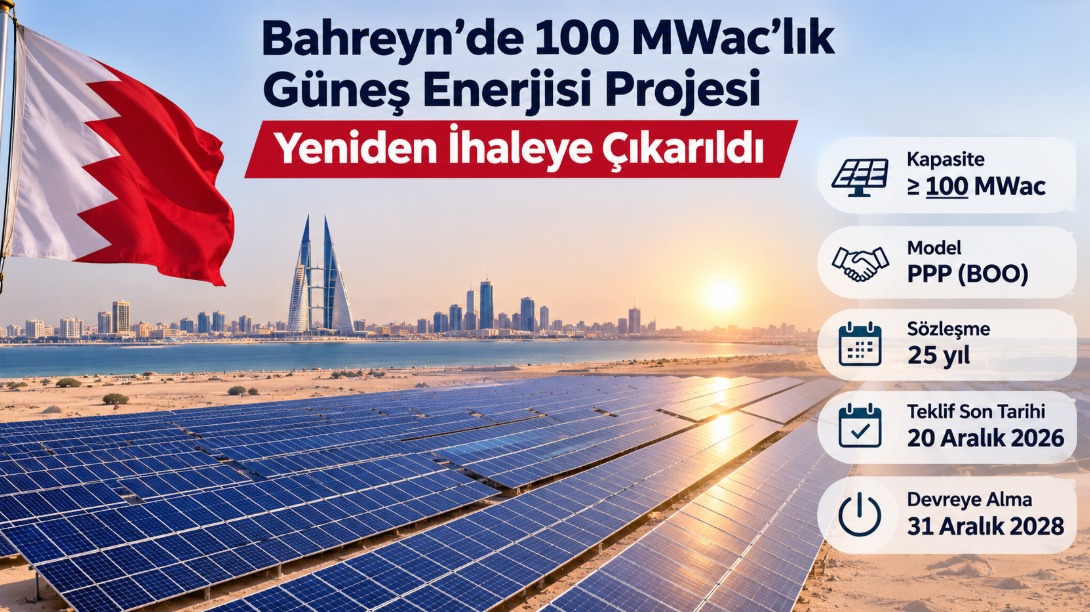 Bahreyn'de 100 MWac'lık
Güneş Enerjisi Projesi
Yeniden İhaleye Çıkarıldı
Kapasite
≥ 100 MWac
Model
PPP (BOO)
Sözleşme
25 yıl
Teklif Son Tarihi
20 Aralık 2026
Devreye Alma
31 Aralık 2028